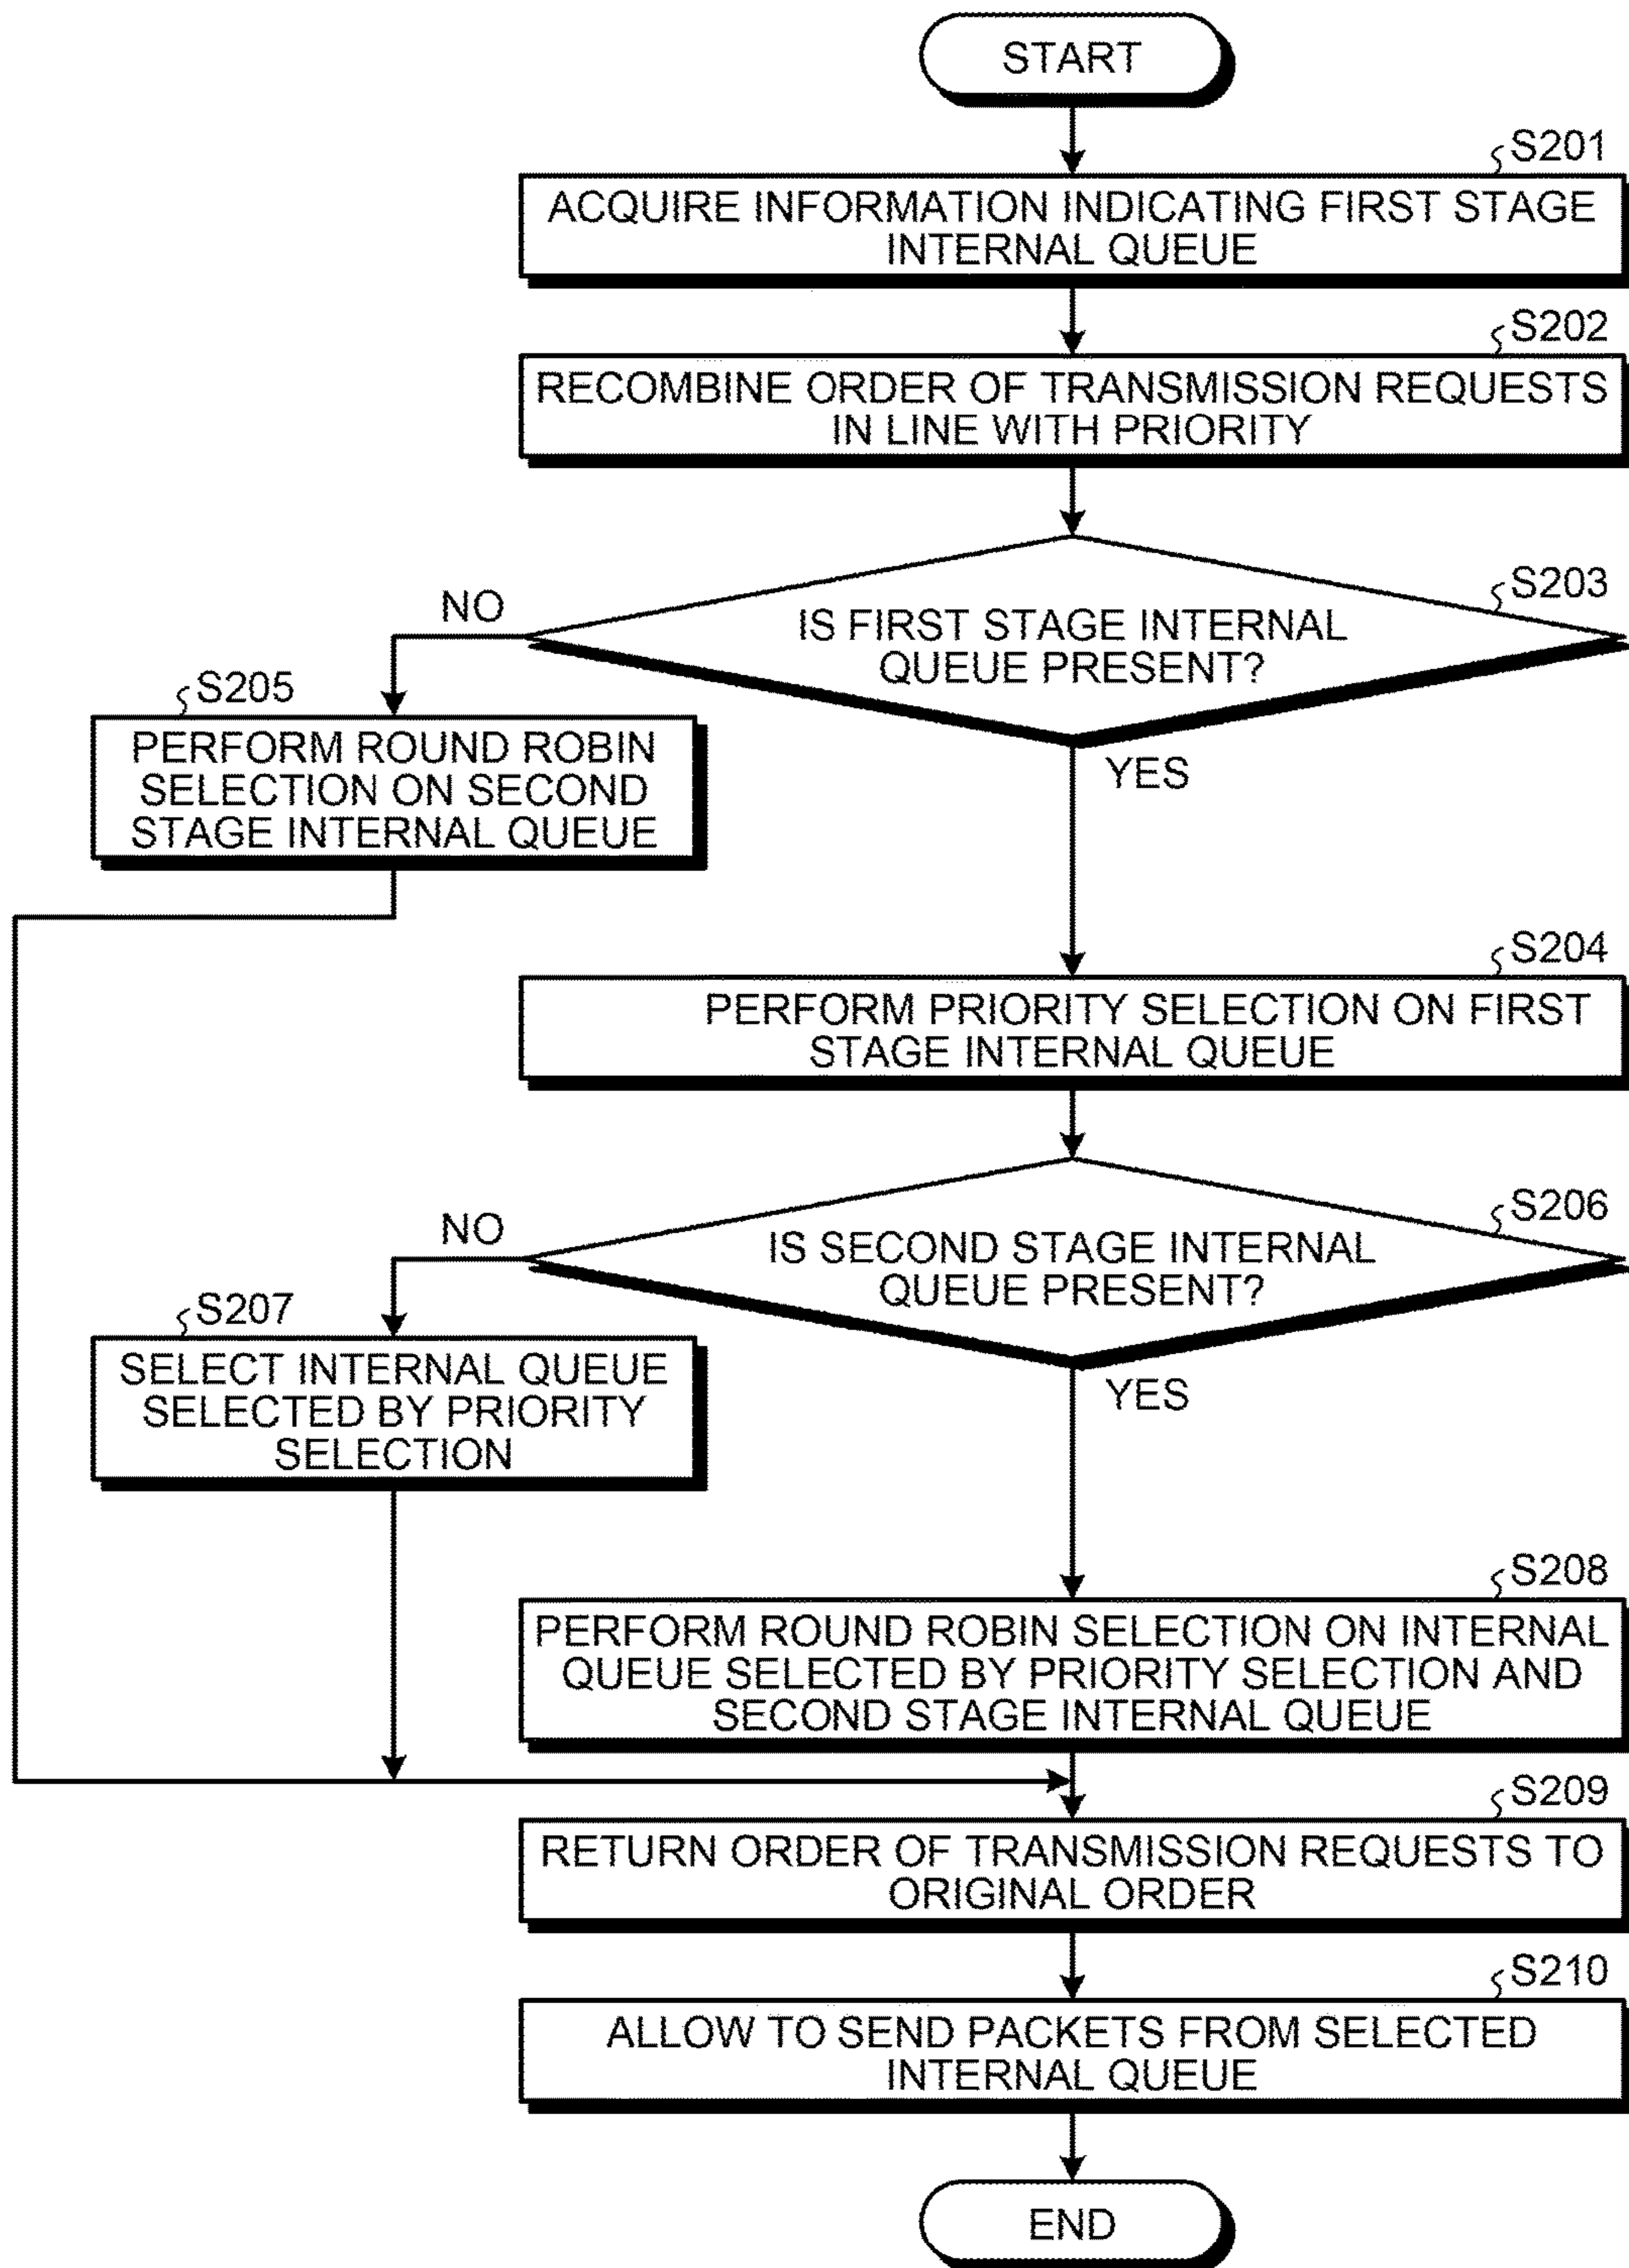 START
S201
ACQUIRE INFORMATION INDICATING FIRST STAGE
INTERNAL QUEUE
S202
RECOMBINE ORDER OF TRANSMISSION REQUESTS
IN LINE WITH PRIORITY
S203
NO
IS FIRST STAGE INTERNAL
QUEUE PRESENT?
YES
S205
PERFORM ROUND ROBIN
SELECTION ON SECOND
STAGE INTERNAL QUEUE
S204
PERFORM PRIORITY SELECTION ON FIRST
STAGE INTERNAL QUEUE
S206
NO
IS SECOND STAGE INTERNAL
QUEUE PRESENT?
YES
S207
SELECT INTERNAL QUEUE
SELECTED BY PRIORITY
SELECTION
S208
PERFORM ROUND ROBIN SELECTION ON INTERNAL
QUEUE SELECTED BY PRIORITY SELECTION AND
SECOND STAGE INTERNAL QUEUE
S209
RETURN ORDER OF TRANSMISSION REQUESTS TO
ORIGINAL ORDER
S210
ALLOW TO SEND PACKETS FROM SELECTED
INTERNAL QUEUE
END